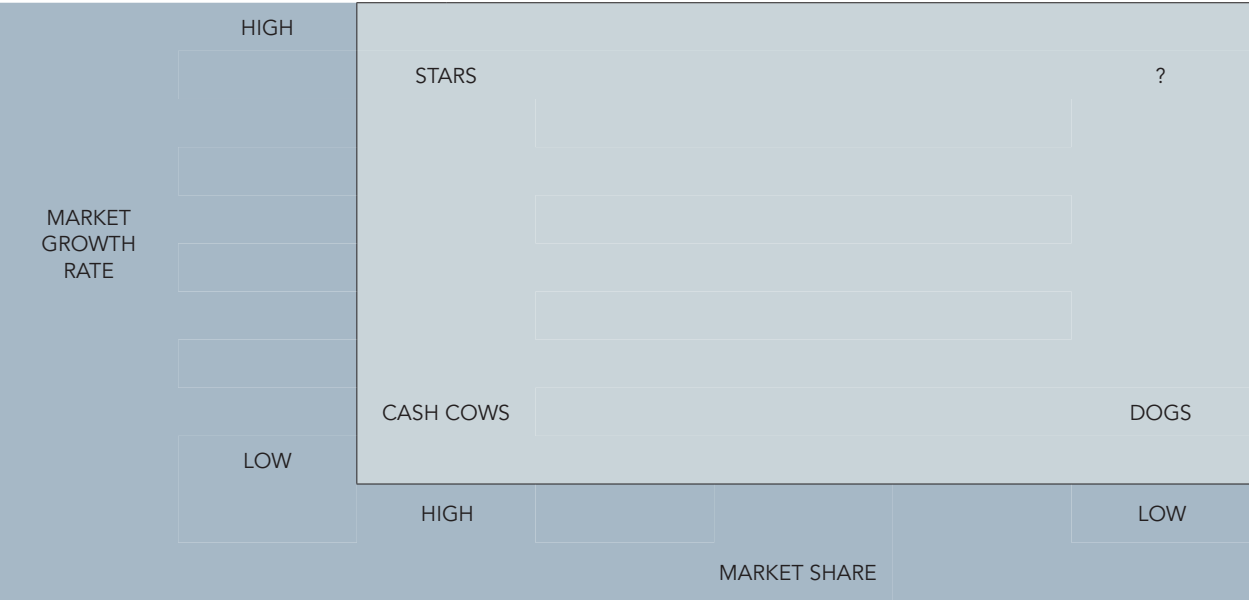 HIGH
STARS ?
MARKET
GROWTH
RATE
CASH COWS DOGS
LOW
HIGH LOW
MARKET SHARE